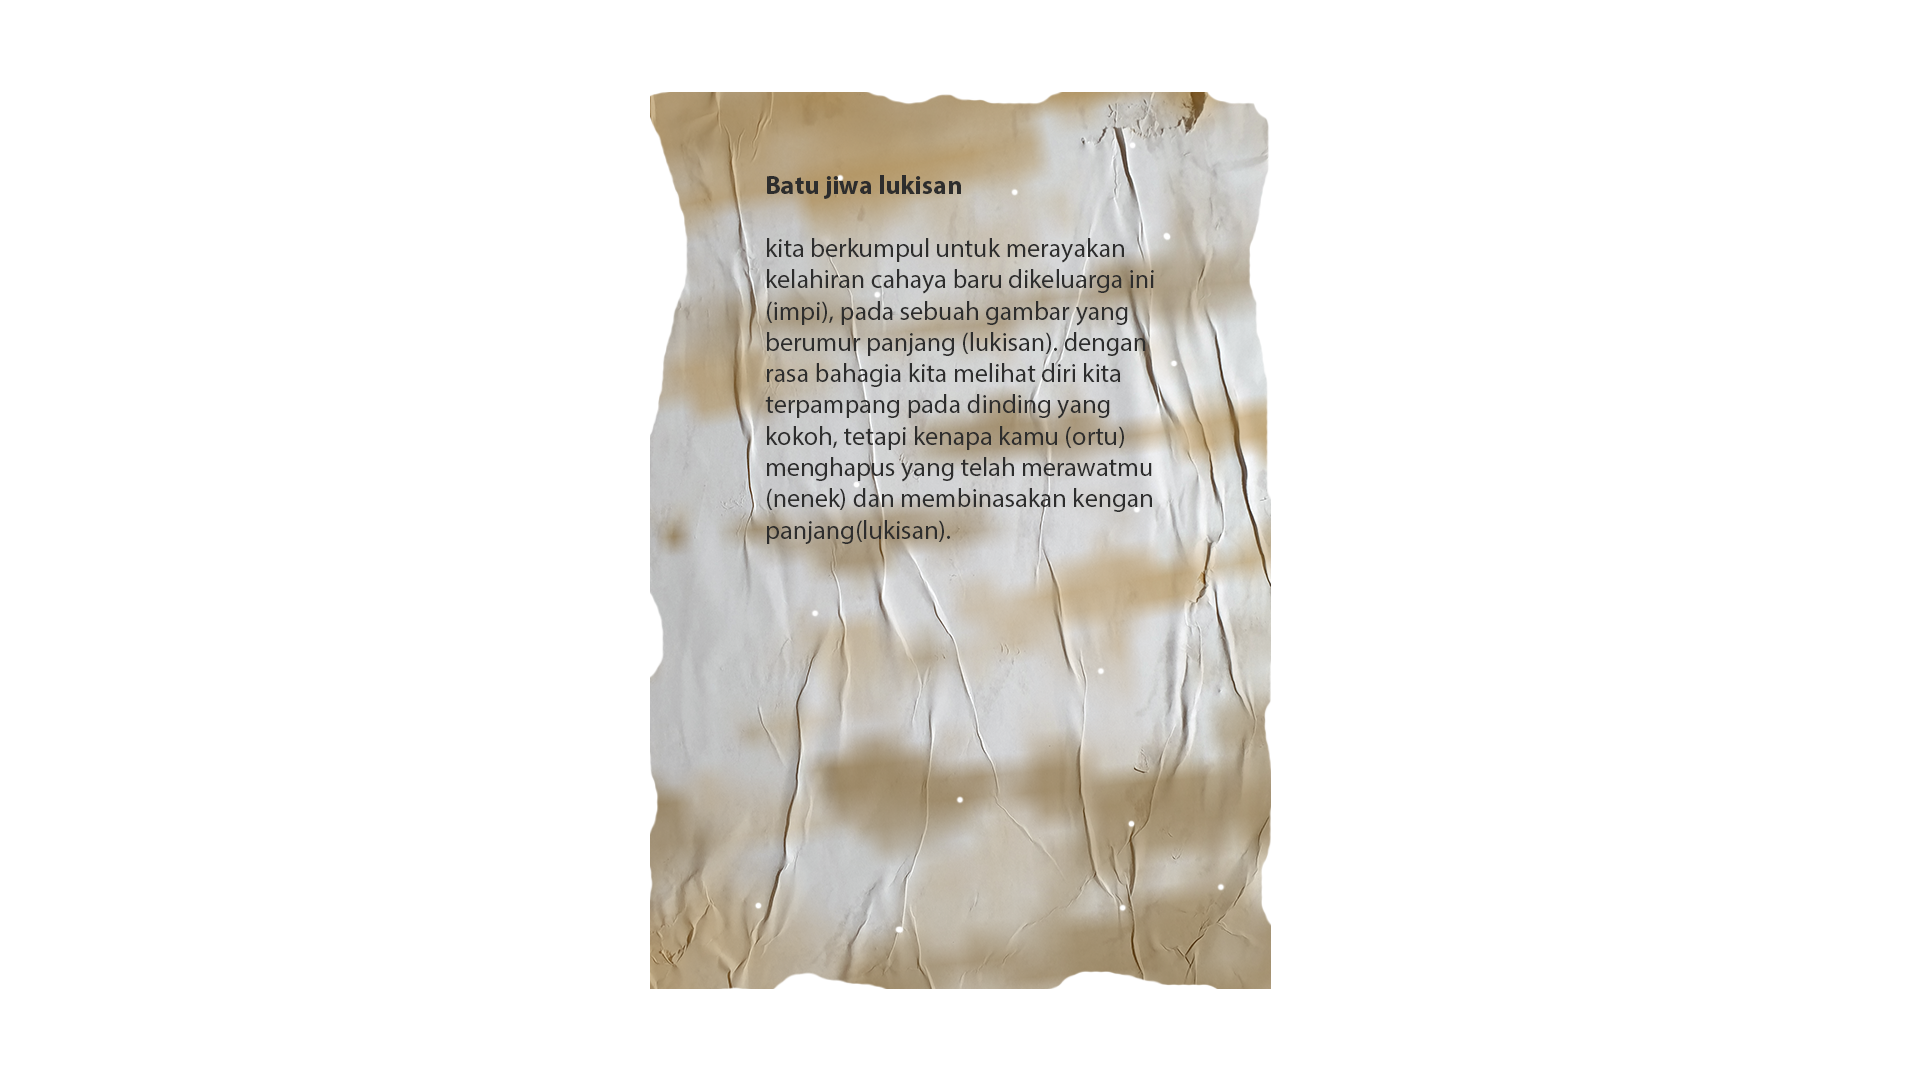 Batu jiwa lukisan
kita berkumpul untuk merayakan
kelahiran cahaya baru dikeluarga ini
(impi), pada sebuah gambar yang
berumur panjang (lukisan). dengan
rasa bahagia kita melihat diri kita
terpampang pada dinding yang
kokoh, tetapi kenapa kamu (ortu)
menghapus yang telah merawatmu
(nenek) dan membinasakan kengan
panjang(lukisan).